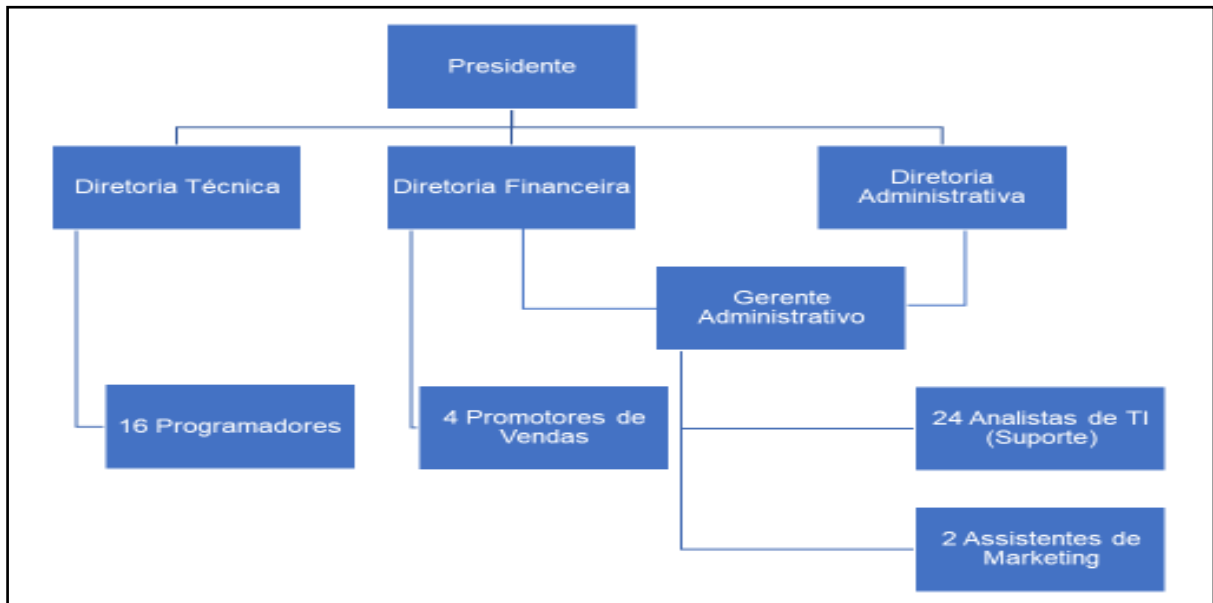 Presidente
Diretoria Técnica
Diretoria Financeira
Diretoria
Administrativa
Gerente
Administrativo
16 Programadores
4 Promotores de
Vendas
24 Analistas de TI
(Suporte)
2 Assistentes de
Marketing